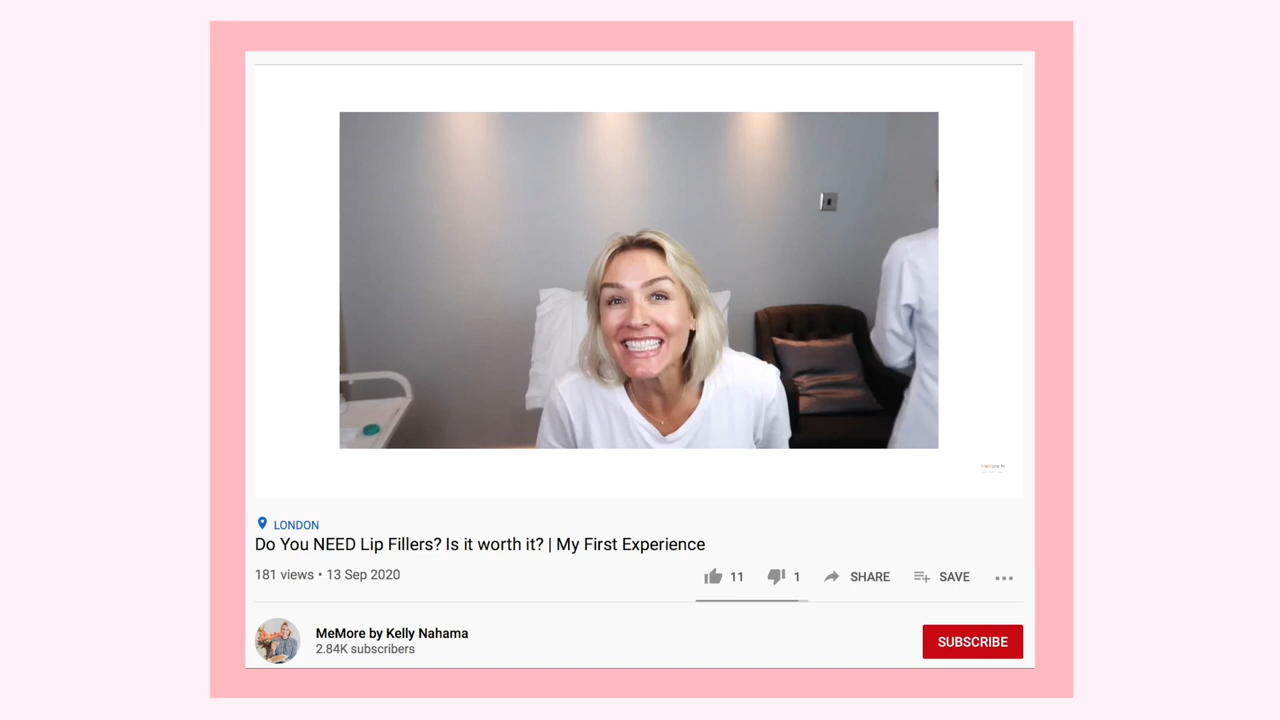 LONDON
Do You NEED Lip Fillers? Is it worth it? | My First Experience
181 views • 13 Sep 2020
11 1 SHARE SAVE
MeMore by Kelly Nahama
2.84K subscribers
SUBSCRIBE